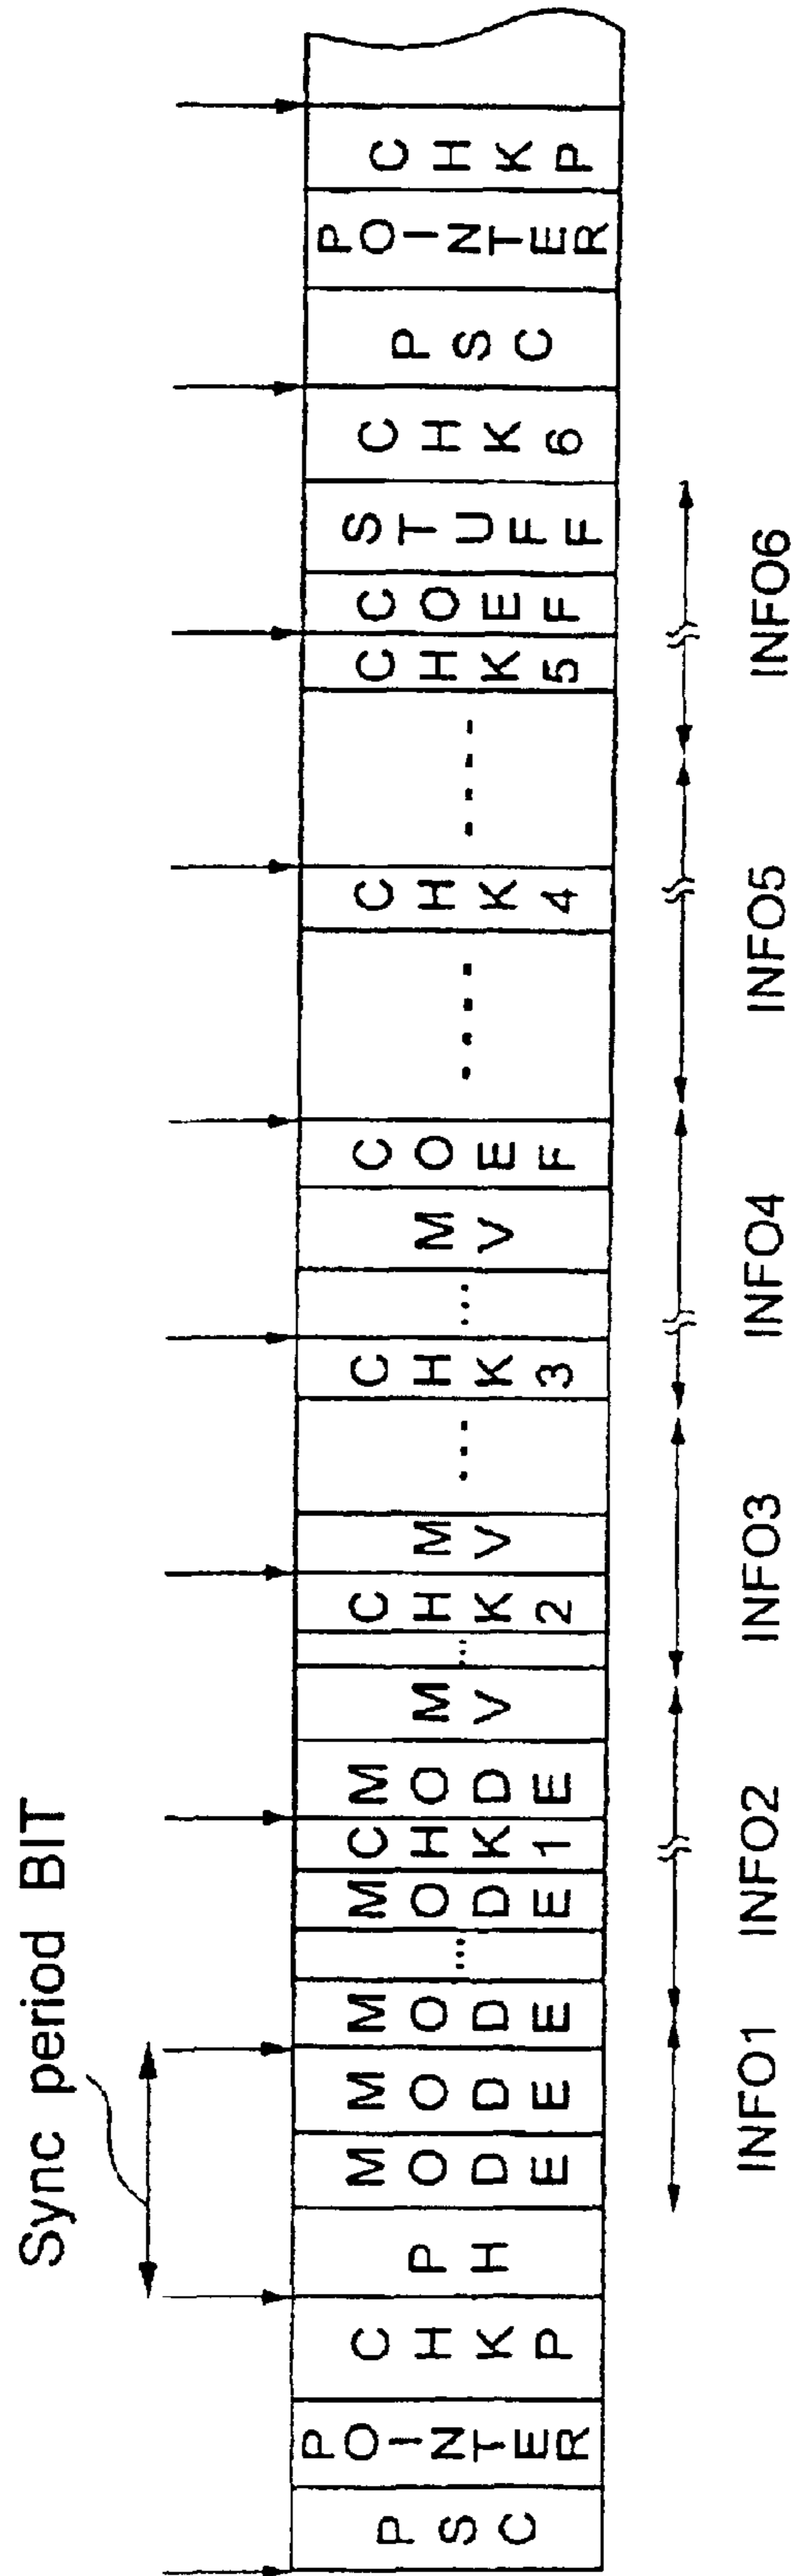 Sync period BIT
PSC
POINTER
CHKP
PH
MODE
MODE
MODE
...
MODE
CHK1
MODE
MV
...
CHK2
MV
...
CHK3
...
MV
COEF
----
CHK4
----
CHK5
COEF
STUFF
CHK6
PSC
POINTER
CHKP
INFO1
INFO2
INFO3
INFO4
INFO5
INFO6